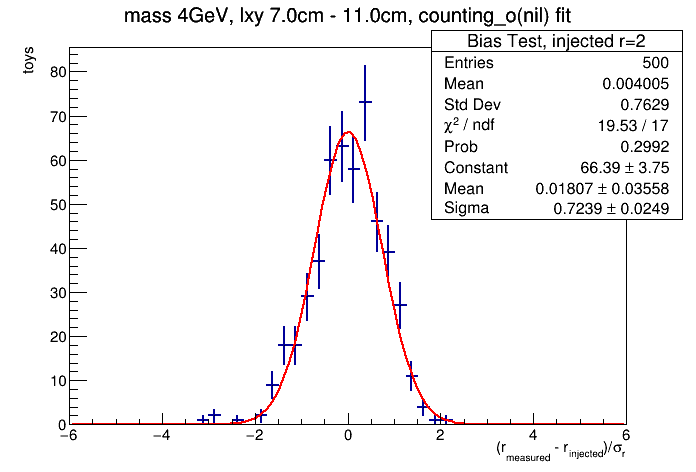 mass 4GeV, lxy 7.0cm - 11.0cm, counting_o(nil) fit
Bias Test, injected r=2
Entries 500
Mean 0.004005
Std Dev 0.7629
χ² / ndf 19.53 / 17
Prob 0.2992
Constant 66.39 ± 3.75
Mean 0.01807 ± 0.03558
Sigma 0.7239 ± 0.0249
toys
80
70
60
50
40
30
20
10
0
−6 −4 −2 0 2 4 6
(r_measured - r_injected)/σ_r